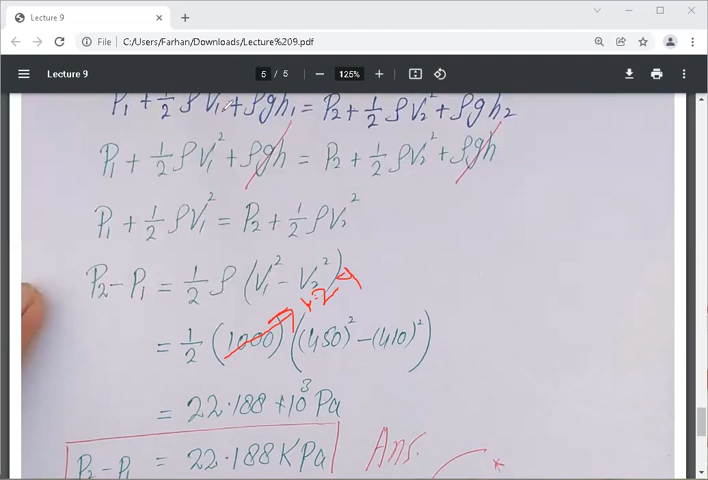 Lecture 9
File C:/Users/Farhan/Downloads/Lecture%209.pdf
Lecture 9 5 / 5 125%
P₁ + 1/2 ρV₁ + ρgh₁ = P₂ + 1/2 ρV₂² + ρgh₂
P₁ + 1/2 ρV₁² + ρgh = P₂ + 1/2 ρV₂² + ρgh
P₁ + 1/2 ρV₁² = P₂ + 1/2 ρV₂²
P₂ - P₁ = 1/2 ρ (V₁² - V₂²)
= 1/2 (1000) ((450)² - (410)²)
= 22.188 +10³ Pa
P₂ - P₁ = 22.188 KPa Ans.